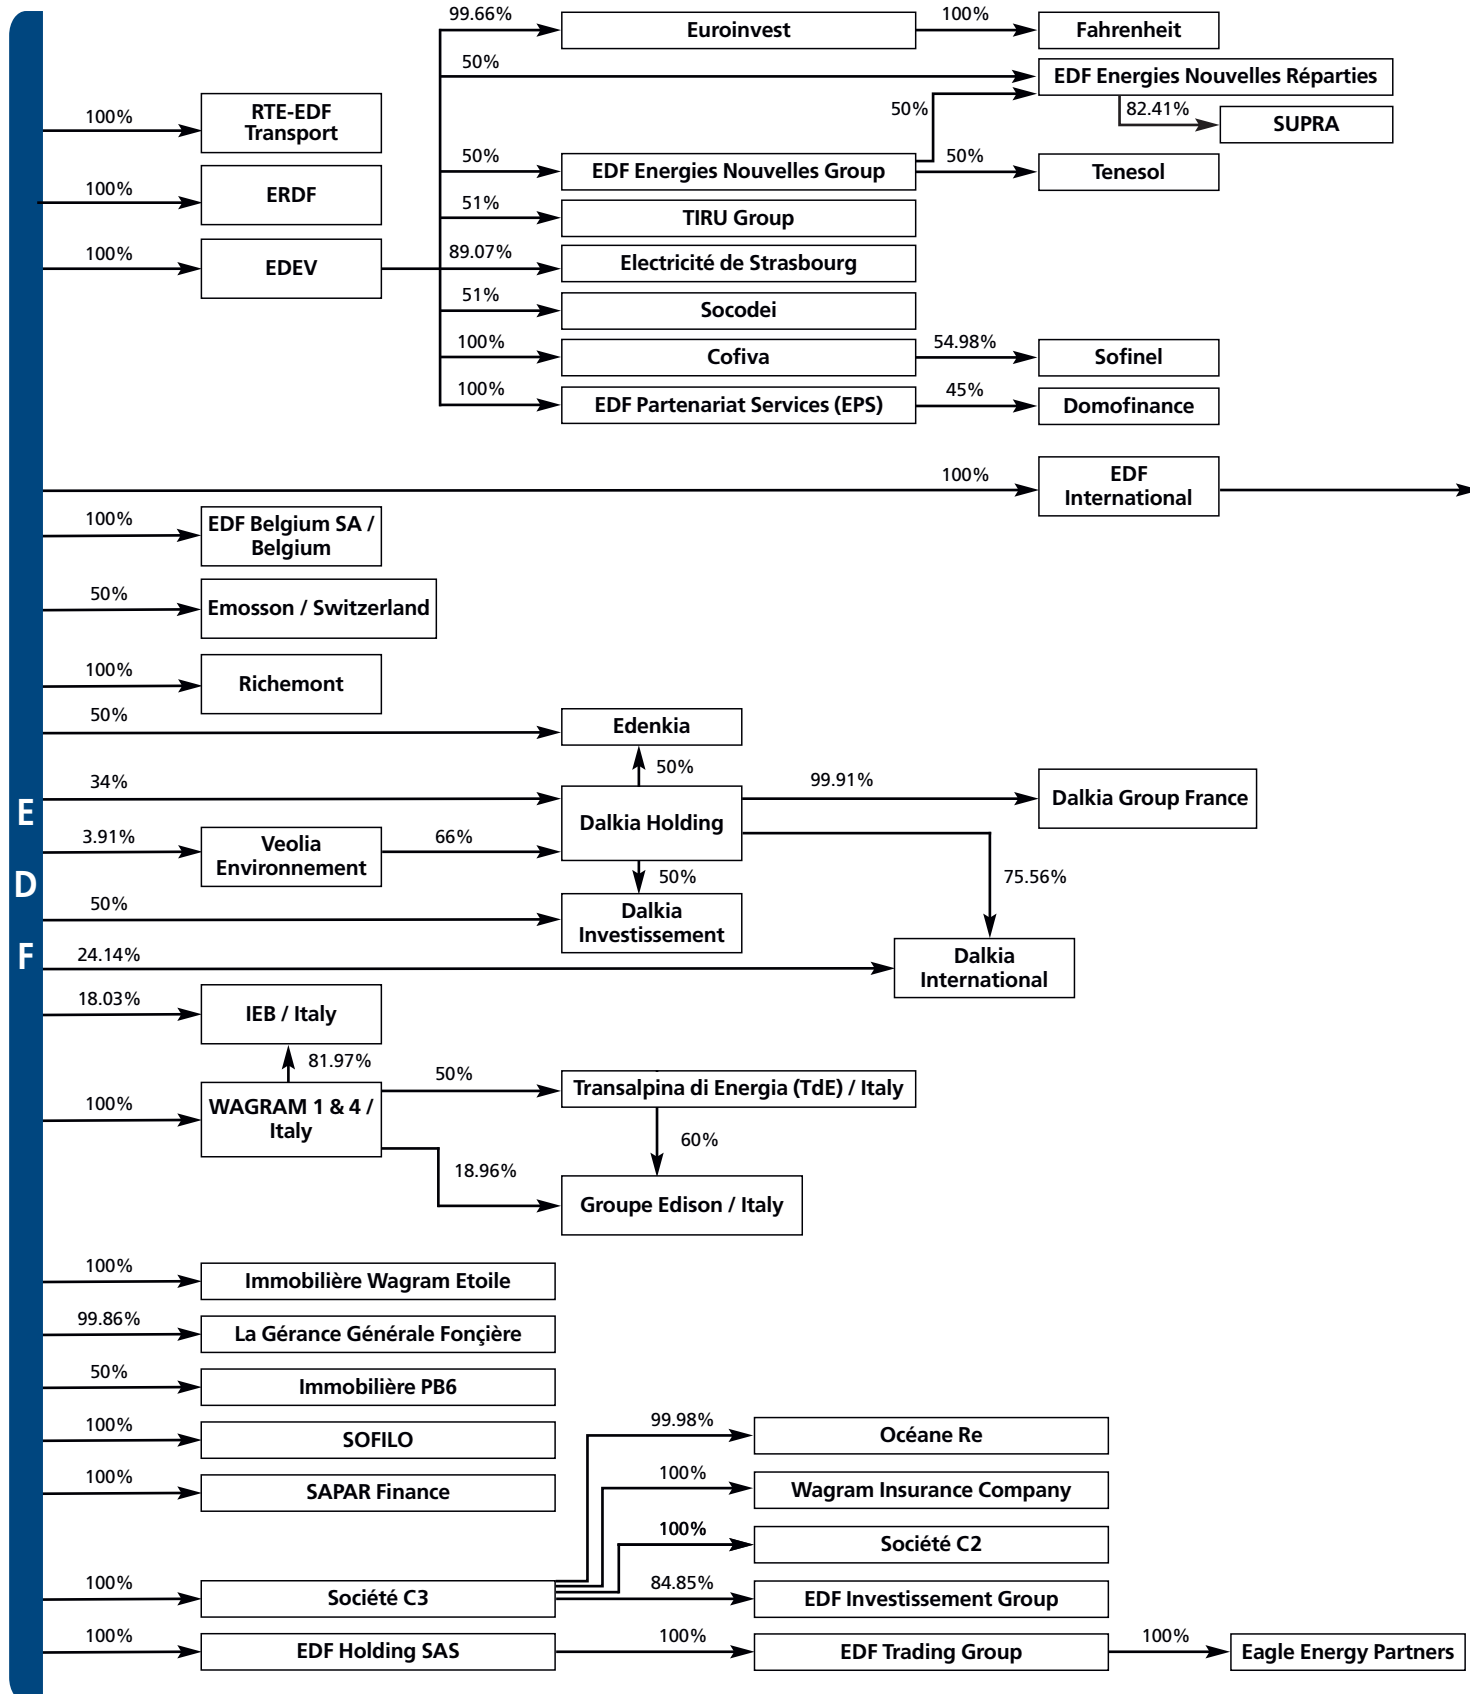 99.66%
Euroinvest
100%
Fahrenheit
50%
EDF Energies Nouvelles Réparties
100%
RTE-EDF
Transport
50%
82.41%
SUPRA
50%
EDF Energies Nouvelles Group
50%
Tenesol
100%
ERDF
51%
TIRU Group
100%
EDEV
89.07%
Electricité de Strasbourg
51%
Socodei
100%
Cofiva
54.98%
Sofinel
100%
EDF Partenariat Services (EPS)
45%
Domofinance
100%
EDF
International
100%
EDF Belgium SA /
Belgium
50%
Emosson / Switzerland
100%
Richemont
50%
Edenkia
50%
34%
Dalkia Holding
99.91%
Dalkia Group France
3.91%
Veolia
Environnement
66%
50%
75.56%
50%
Dalkia
Investissement
E
D
F
24.14%
Dalkia
International
18.03%
IEB / Italy
81.97%
100%
WAGRAM 1 & 4 /
Italy
50%
Transalpina di Energia (TdE) / Italy
60%
18.96%
Groupe Edison / Italy
100%
Immobilière Wagram Etoile
99.86%
La Gérance Générale Fonçière
50%
Immobilière PB6
100%
SOFILO
99.98%
Océane Re
100%
SAPAR Finance
100%
Wagram Insurance Company
100%
Société C2
100%
Société C3
84.85%
EDF Investissement Group
100%
EDF Holding SAS
100%
EDF Trading Group
100%
Eagle Energy Partners